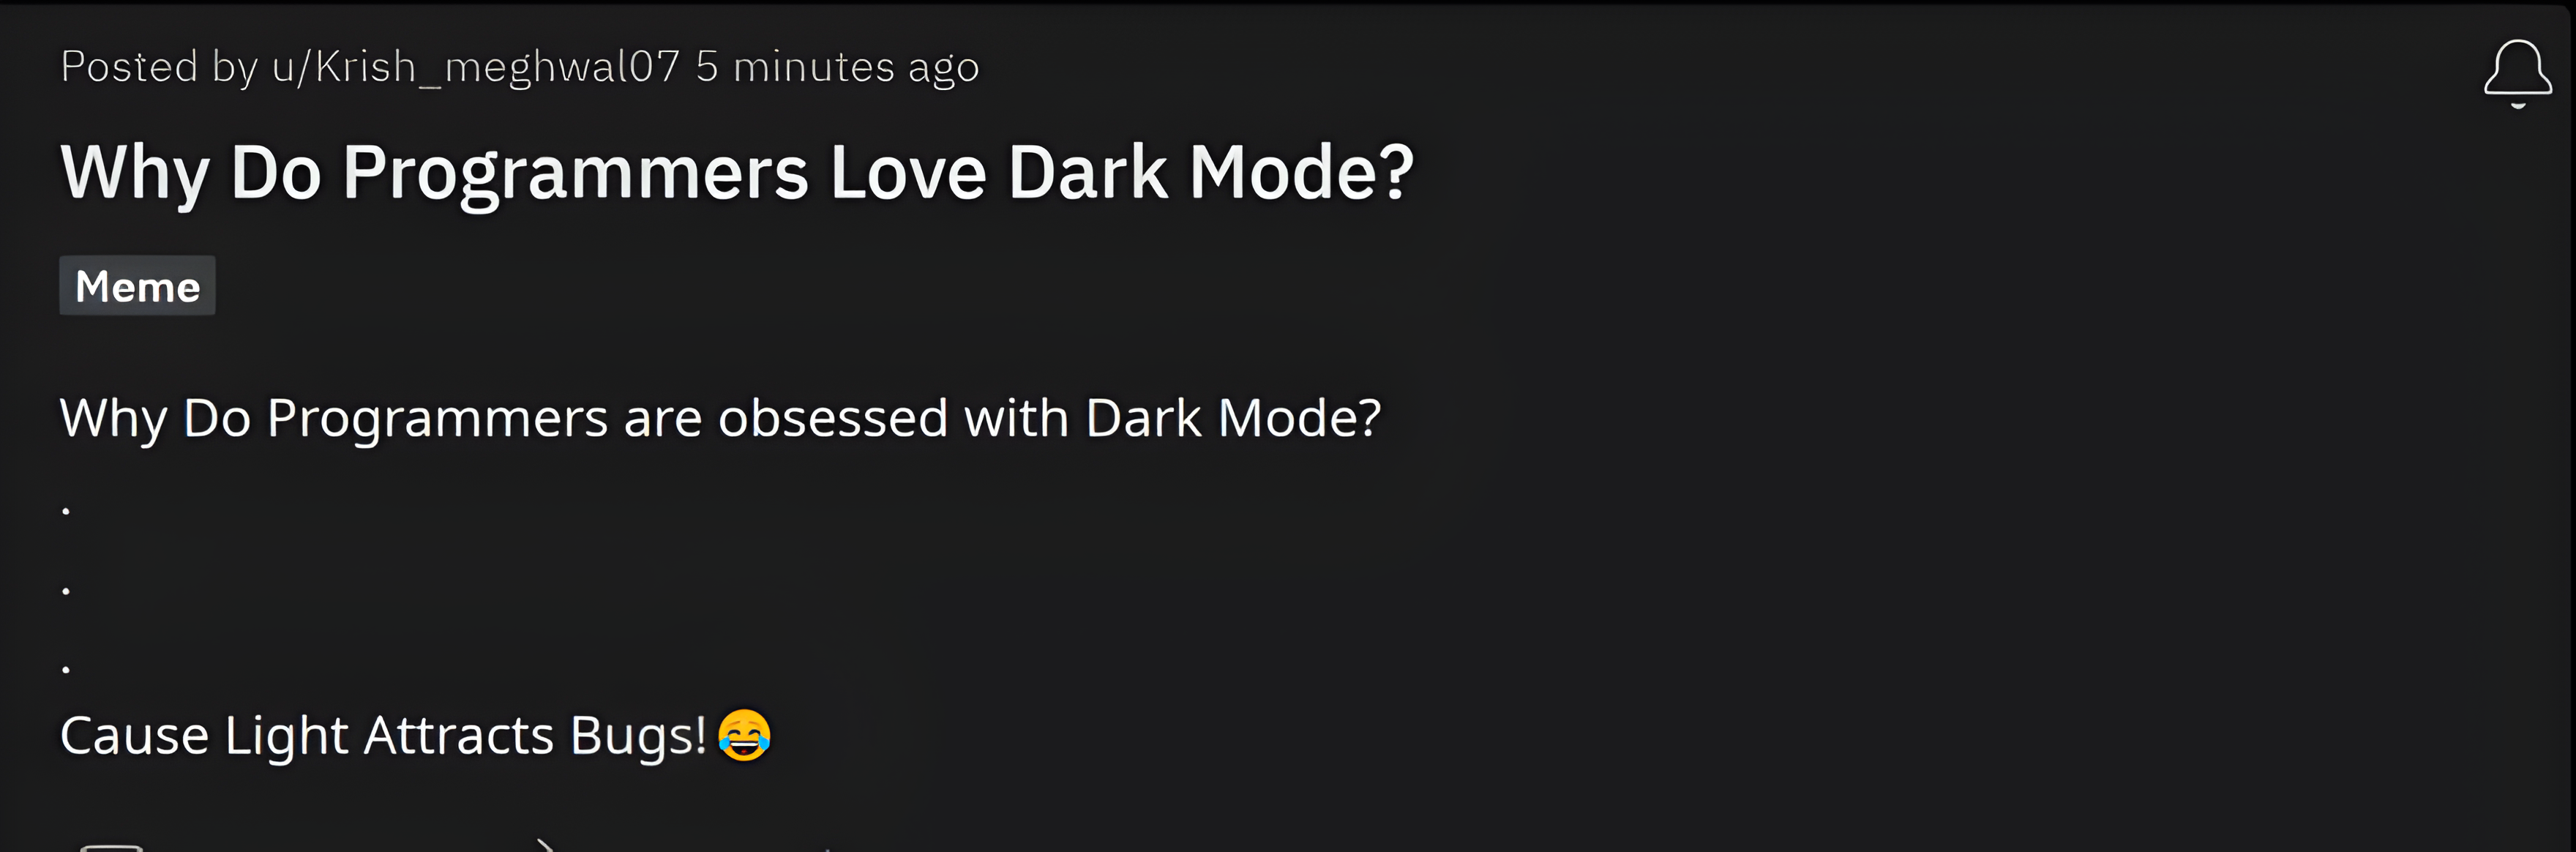 Posted by u/Krish_meghwal07 5 minutes ago
Why Do Programmers Love Dark Mode?
Meme
Why Do Programmers are obsessed with Dark Mode?
.
.
.
Cause Light Attracts Bugs!😂